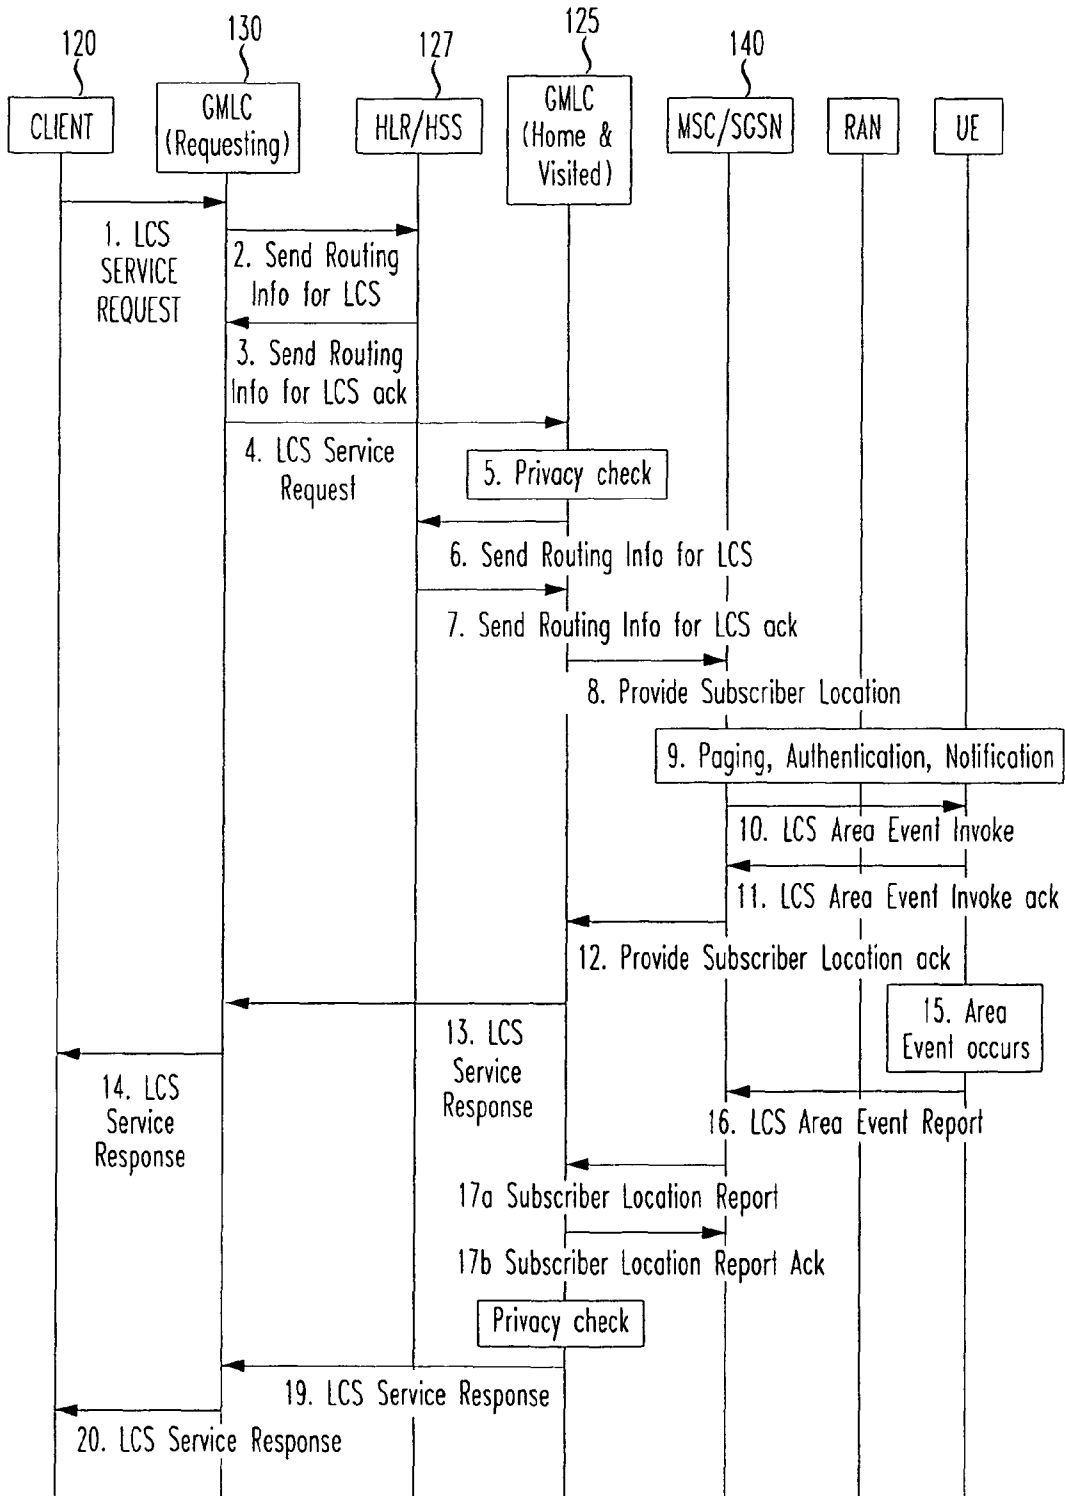 120
130
127
125
140
CLIENT
GMLC
(Requesting)
HLR/HSS
GMLC
(Home &
Visited)
MSC/SGSN
RAN
UE
1. LCS
SERVICE
REQUEST
2. Send Routing
Info for LCS
3. Send Routing
Info for LCS ack
4. LCS Service
Request
5. Privacy check
6. Send Routing Info for LCS
7. Send Routing Info for LCS ack
8. Provide Subscriber Location
9. Paging, Authentication, Notification
10. LCS Area Event Invoke
11. LCS Area Event Invoke ack
12. Provide Subscriber Location ack
13. LCS
Service
Response
14. LCS
Service
Response
15. Area
Event occurs
16. LCS Area Event Report
17a Subscriber Location Report
17b Subscriber Location Report Ack
Privacy check
19. LCS Service Response
20. LCS Service Response